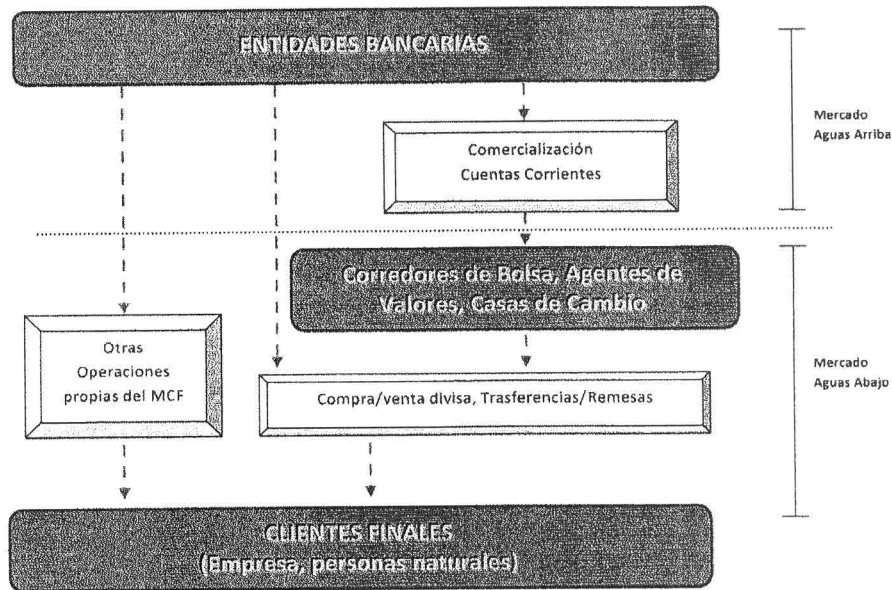 ENTIDADES BANCARIAS
Mercado
Aguas Arriba
Comercialización
Cuentas Corrientes
Corredores de Bolsa, Agentes de
Valores, Casas de Cambio
Otras
Operaciones
propias del MCF
Compra/venta divisa, Trasferencias/Remesas
Mercado
Aguas Abajo
CLIENTES FINALES
(Empresa, personas naturales)